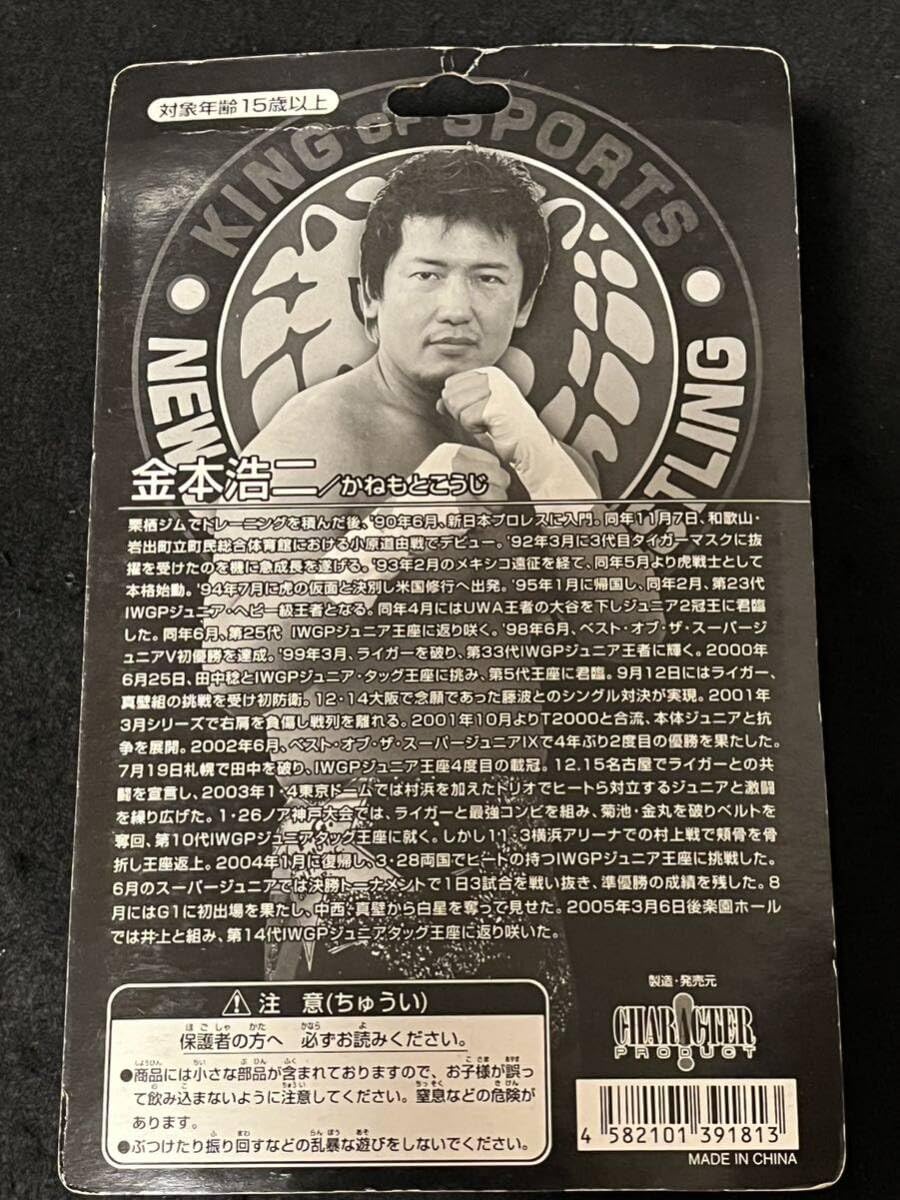 対象年齢15歳以上
KING OF SPORTS
NEW
STLING
金本浩二/かねもとこうじ
栗栖ジムでトレーニングを積んだ後、'90年6月、新日本プロレスに入門。同年11月7日、和歌山・
岩出町立町民総合体育館における小原道由戦でデビュー。'92年3月に3代目タイガーマスクに抜
擢を受けたのを機に急成長を遂げる。'93年2月のメキシコ遠征を経て、同年5月より虎戦士として
本格始動。'94年7月に虎の仮面と決別し米国修行へ出発。'95年1月に帰国し、同年2月、第23代
IWGPジュニア・ヘビー級王者となる。同年4月にはUWA王者の大谷を下しジュニア2冠王に君臨
した。同年6月、第25代 IWGPジュニア王座に返り咲く。'98年6月、ベスト・オブ・ザ・スーパージ
ュニアV初優勝を達成。'99年3月、ライガーを破り、第33代IWGPジュニア王者に輝く。2000年
6月25日、田中稔とIWGPジュニア・タッグ王座に挑み、第5代王座に君臨。9月12日にはライガー、
真壁組の挑戦を受け初防衛。12・14大阪で念願であった藤波とのシングル対決が実現。2001年
3月シリーズで右肩を負傷し戦列を離れる。2001年10月よりT2000と合流、本体ジュニアと抗
争を展開。2002年6月、ベスト・オブ・ザ・スーパージュニアIXで4年ぶり2度目の優勝を果たした。
7月19日札幌で田中を破り、IWGPジュニア王座4度目の戴冠。12.15名古屋でライガーとの共
闘を宣言し、2003年1・4東京ドームでは村浜を加えたトリオでヒートら対立するジュニアと激闘
を繰り広げた。1・26ノア神戸大会では、ライガーと最強コンビを組み、菊池・金丸を破りベルトを
奪回、第10代IWGPジュニアタッグ王座に就く。しかし11・3横浜アリーナでの村上戦で頬骨を骨
折し王座返上。2004年1月に復帰し、3・28両国でヒートの持つIWGPジュニア王座に挑戦した。
6月のスーパージュニアでは決勝トーナメントで1日3試合を戦い抜き、準優勝の成績を残した。8
月にはG1に初出場を果たし、中西、真壁から白星を奪って見せた。2005年3月6日後楽園ホール
では井上と組み、第14代IWGPジュニアタッグ王座に返り咲いた。
注 意(ちゅうい)
保護者の方へ 必ずお読みください。
●商品には小さな部品が含まれておりますので、お子様が誤っ
て飲み込まないように注意してください。窒息などの危険が
あります。
●ぶつけたり振り回すなどの乱暴な遊びをしないでください。
製造・発売元
CHARACTER
PRODUCT
4 582101 391813
MADE IN CHINA